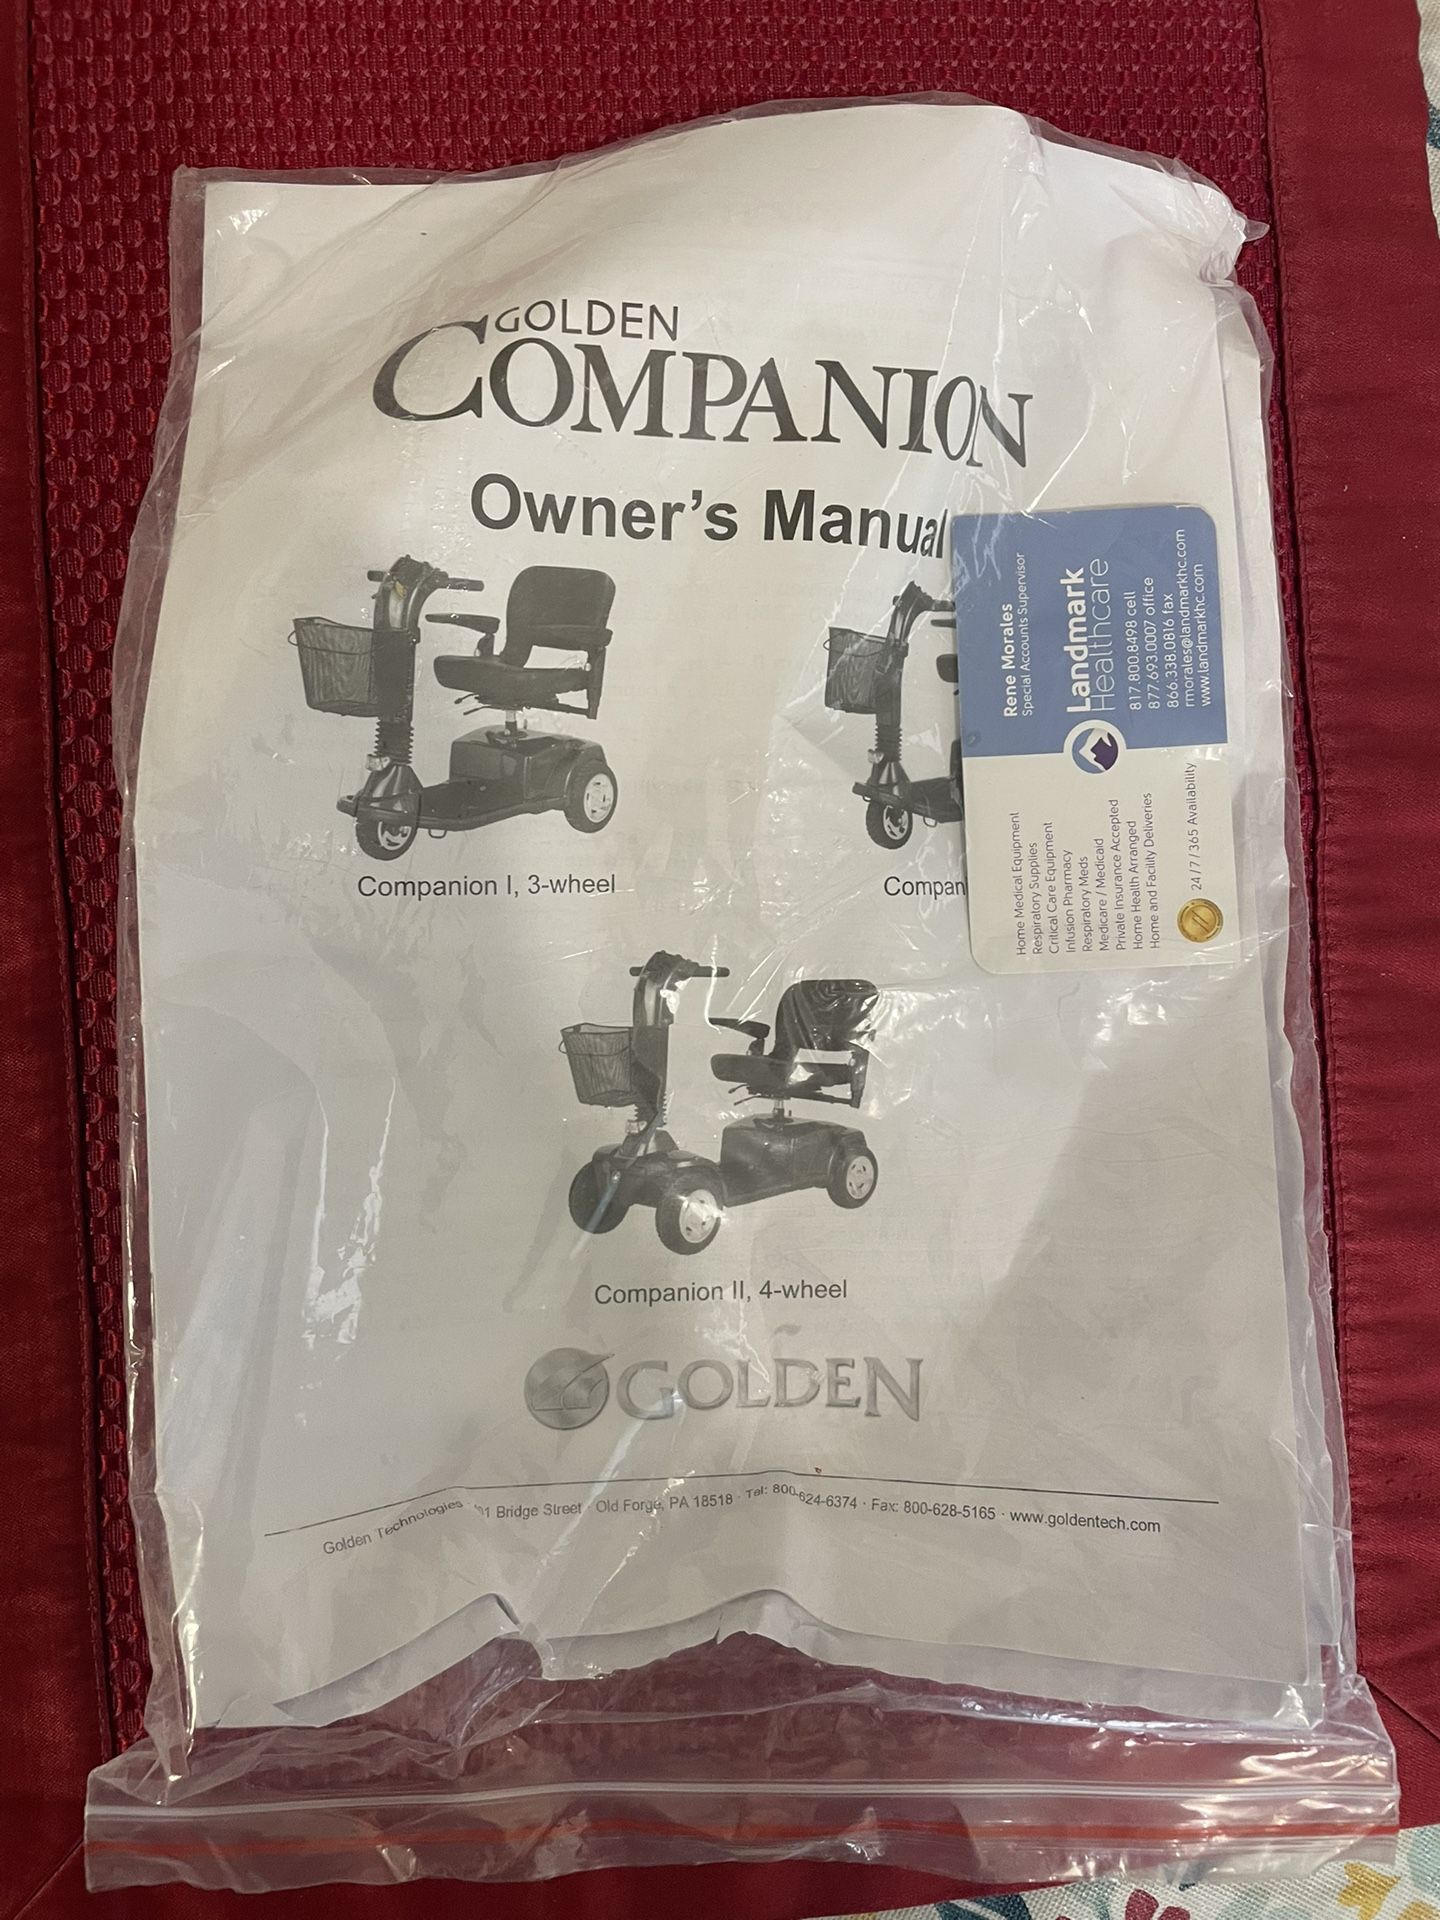 GOLDEN
COMPANION
Owner's Manual
Companion I, 3-wheel
Compan
Companion II, 4-wheel
GOLDEN
Golden Technologies · 01 Bridge Street · Old Forge, PA 18518 · Tel: 800-624-6374 · Fax: 800-628-5165 · www.goldentech.com
Rene Morales
Special Accounts Supervisor
Landmark
Healthcare
817.800.8498 cell
877.693.0007 office
866.338.0816 fax
rmorales@landmarkhc.com
www.landmarkhc.com
Home Medical Equipment
Respiratory Supplies
Critical Care Equipment
Infusion Pharmacy
Respiratory Meds
Medicare / Medicaid
Private Insurance Accepted
Home Health Arranged
Home and Facility Deliveries
24/7/365 Availability